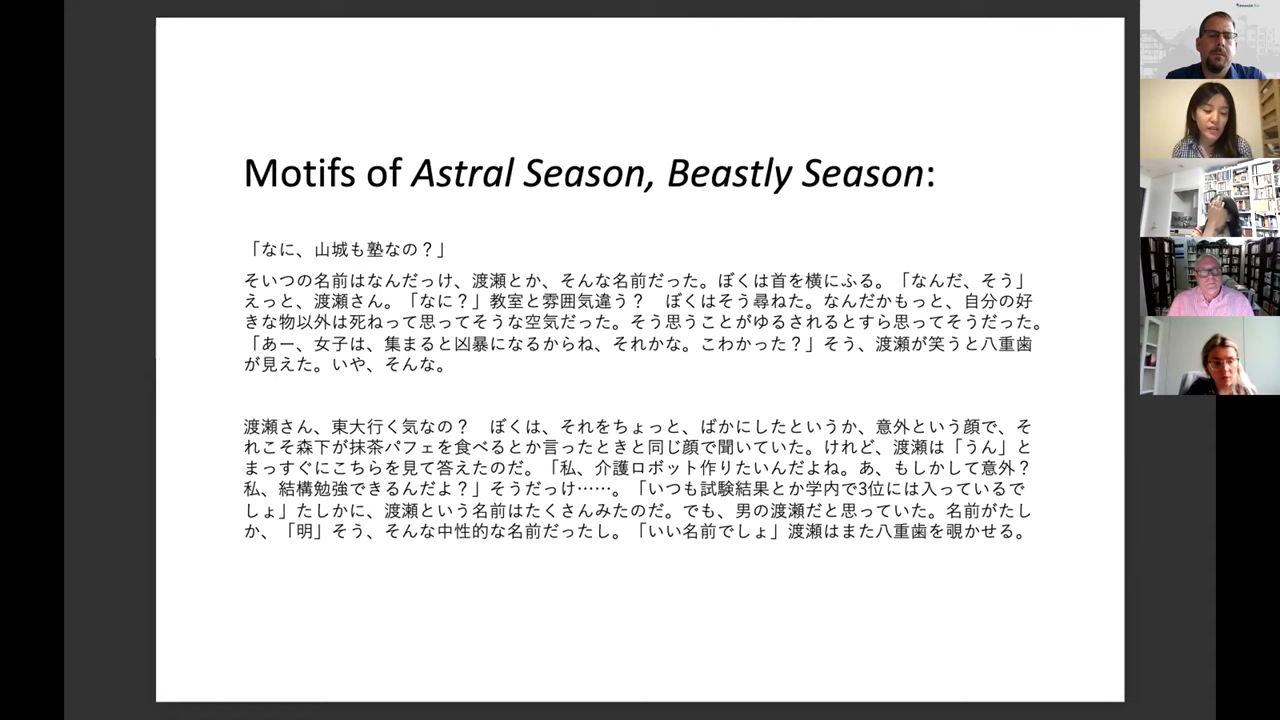 Motifs of Astral Season, Beastly Season:
「なに、山城も塾なの？」
そいつの名前はなんだっけ、渡瀬とか、そんな名前だった。ぼくは首を横にふる。「なんだ、そう」
えっと、渡瀬さん。「なに？」教室と雰囲気違う？　ぼくはそう尋ねた。なんだかもっと、自分の好
きな物以外は死ねって思ってそうな空気だった。そう思うことがゆるされるとすら思ってそうだった。
「あー、女子は、集まると凶暴になるからね、それかな。こわかった？」そう、渡瀬が笑うと八重歯
が見えた。いや、そんな。
渡瀬さん、東大行く気なの？　ぼくは、それをちょっと、ばかにしたというか、意外という顔で、そ
れこそ森下が抹茶パフェを食べるとか言ったときと同じ顔で聞いていた。けれど、渡瀬は「うん」と
まっすぐにこちらを見て答えたのだ。「私、介護ロボット作りたいんだよね。あ、もしかして意外？
私、結構勉強できるんだよ？」そうだっけ……。「いつも試験結果とか学内で3位には入っているで
しょ」たしかに、渡瀬という名前はたくさんみたのだ。でも、男の渡瀬だと思っていた。名前がたし
か、「明」そう、そんな中性的な名前だったし。「いい名前でしょ」渡瀬はまた八重歯を覗かせる。